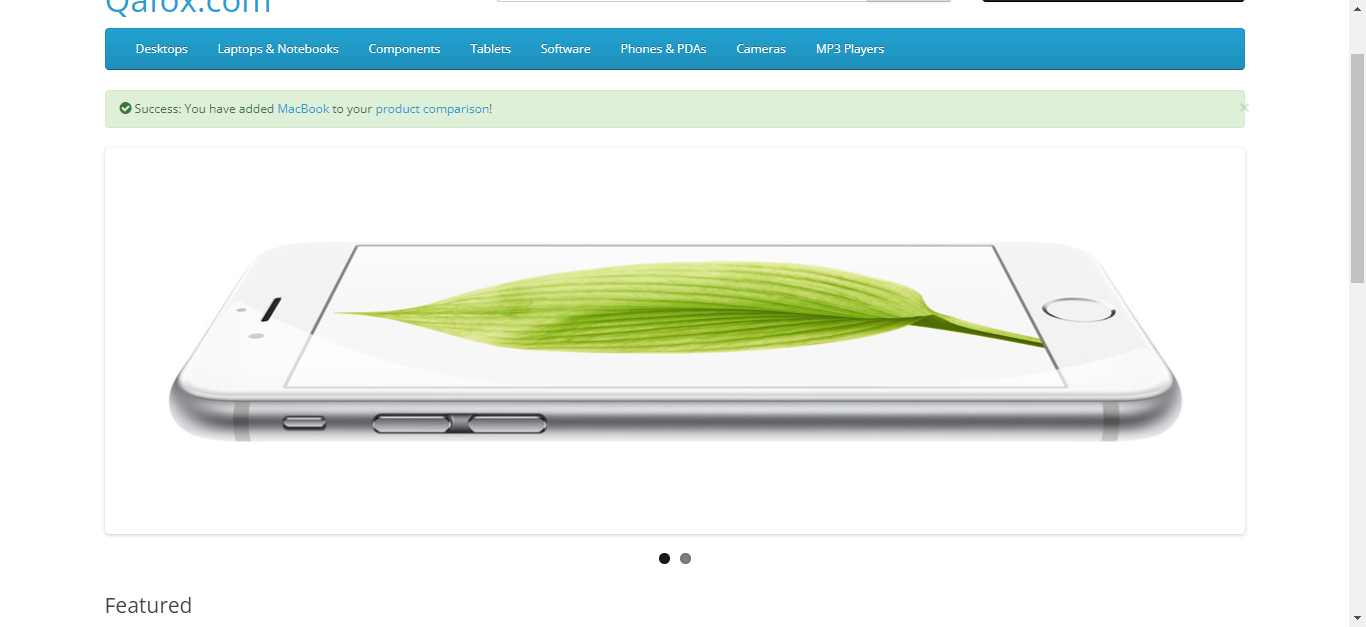 Qafox.com
Desktops Laptops & Notebooks Components Tablets Software Phones & PDAs Cameras MP3 Players
Success: You have added MacBook to your product comparison!
×
Featured